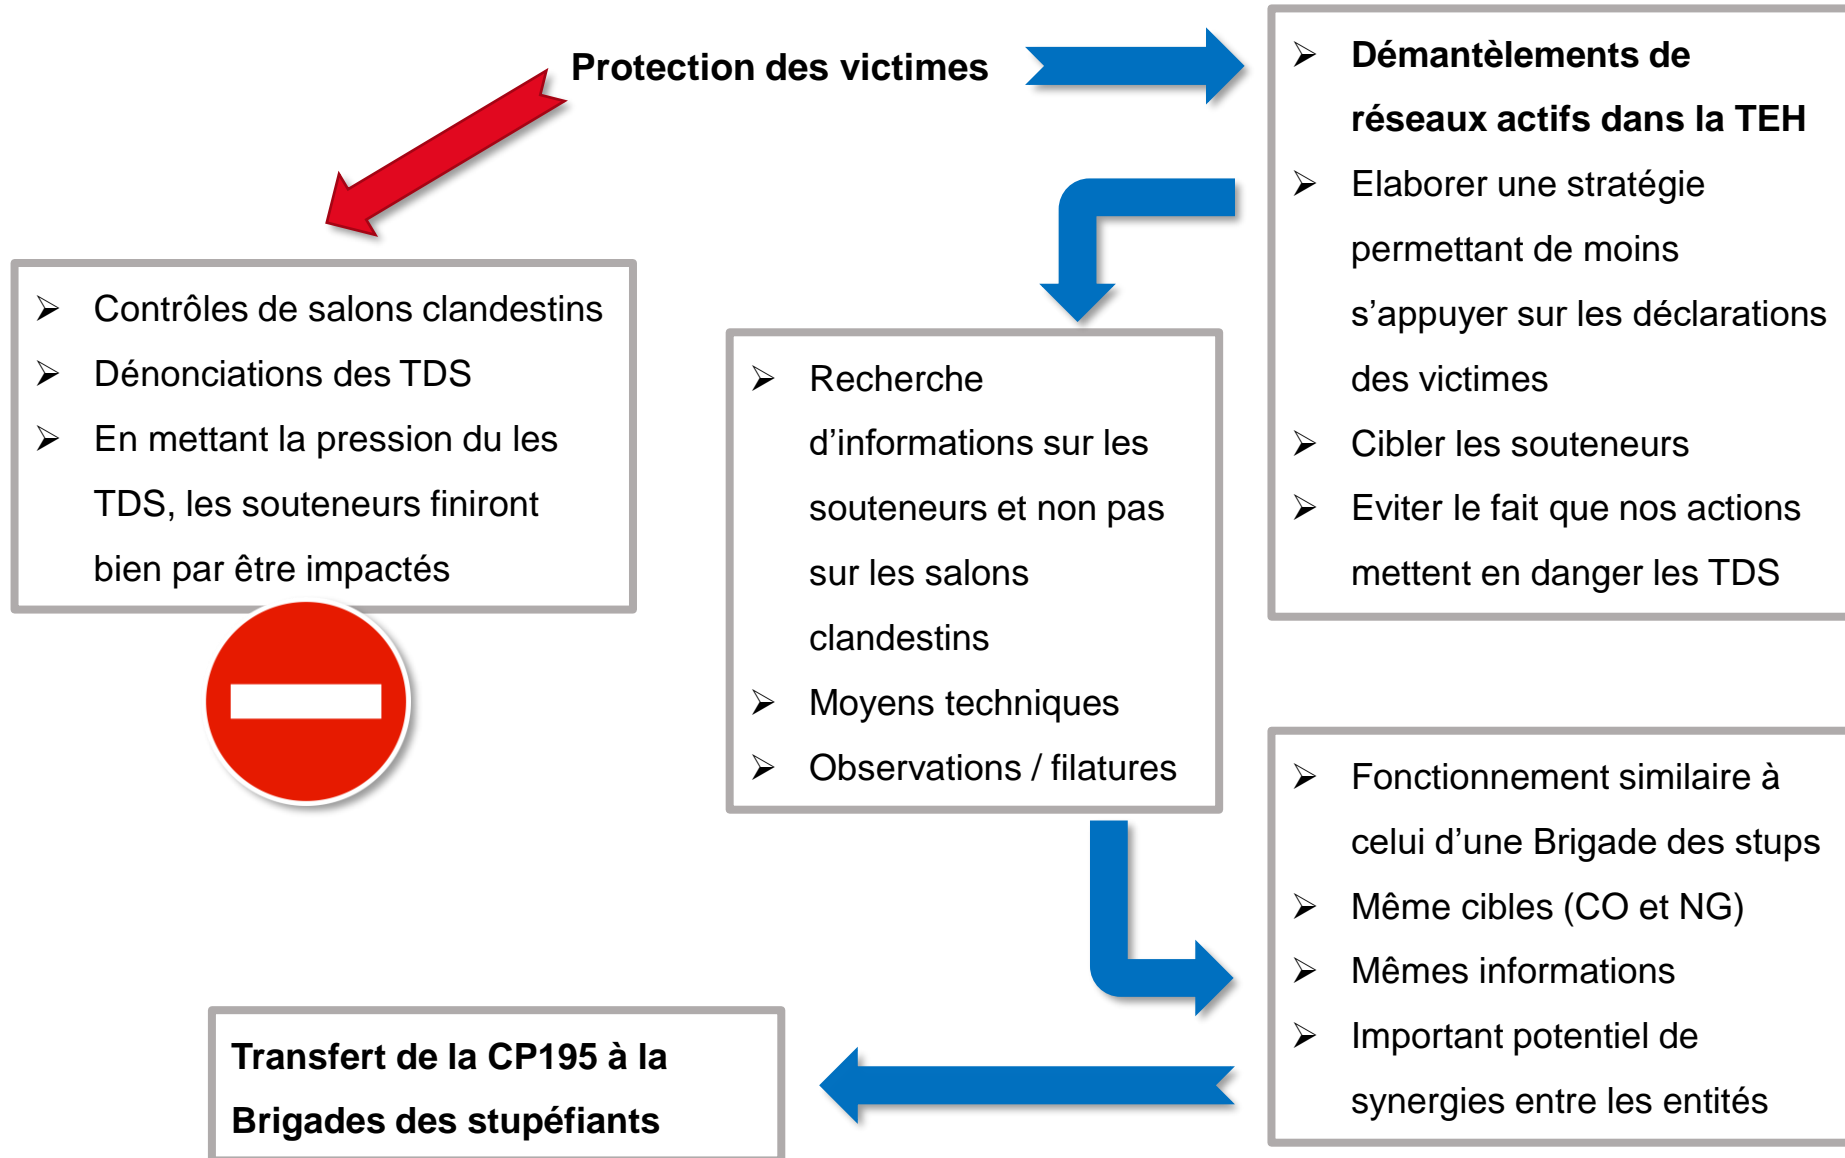 Protection des victimes
➢ Démantèlements de
réseaux actifs dans la TEH
➢ Elaborer une stratégie
permettant de moins
s’appuyer sur les déclarations
des victimes
➢ Cibler les souteneurs
➢ Eviter le fait que nos actions
mettent en danger les TDS
➢ Contrôles de salons clandestins
➢ Dénonciations des TDS
➢ En mettant la pression du les
TDS, les souteneurs finiront
bien par être impactés
➢ Recherche
d’informations sur les
souteneurs et non pas
sur les salons
clandestins
➢ Moyens techniques
➢ Observations / filatures
➢ Fonctionnement similaire à
celui d’une Brigade des stups
➢ Même cibles (CO et NG)
➢ Mêmes informations
➢ Important potentiel de
synergies entre les entités
Transfert de la CP195 à la
Brigades des stupéfiants